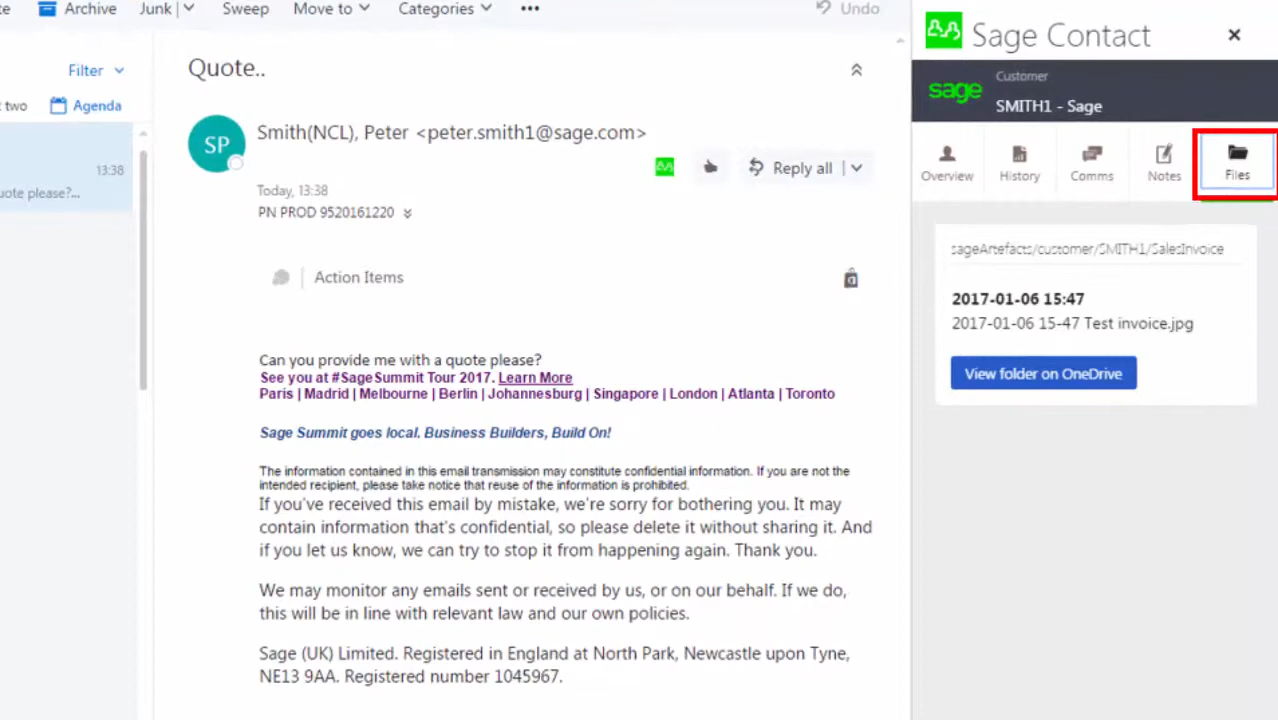 Archive Junk | Sweep Move to Categories ••• Undo
Filter
two Agenda
13:38
uote please?...
Quote..
SP
Smith(NCL), Peter <peter.smith1@sage.com>
Reply all
Today, 13:38
PN PROD 9520161220
Action Items
Can you provide me with a quote please?
See you at #SageSummit Tour 2017. Learn More
Paris | Madrid | Melbourne | Berlin | Johannesburg | Singapore | London | Atlanta | Toronto
Sage Summit goes local. Business Builders, Build On!
The information contained in this email transmission may constitute confidential information. If you are not the
intended recipient, please take notice that reuse of the information is prohibited.
If you've received this email by mistake, we're sorry for bothering you. It may
contain information that's confidential, so please delete it without sharing it. And
if you let us know, we can try to stop it from happening again. Thank you.
We may monitor any emails sent or received by us, or on our behalf. If we do,
this will be in line with relevant law and our own policies.
Sage (UK) Limited. Registered in England at North Park, Newcastle upon Tyne,
NE13 9AA. Registered number 1045967.
Sage Contact
sage
Customer
SMITH1 - Sage
Overview History Comms Notes Files
sageArtefacts/customer/SMITH1/SalesInvoice
2017-01-06 15:47
2017-01-06 15-47 Test invoice.jpg
View folder on OneDrive